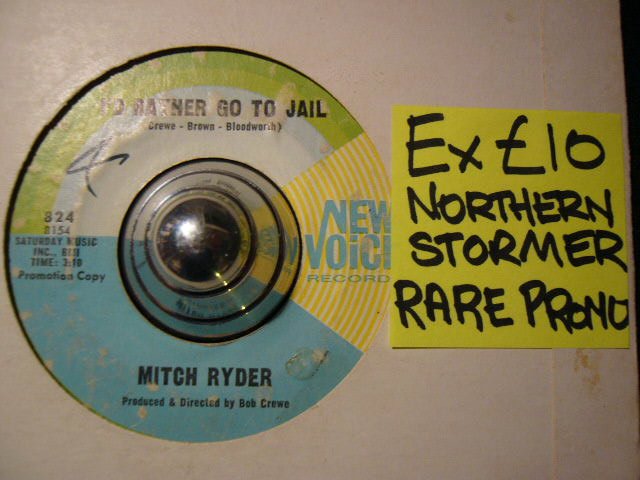 I'D RATHER GO TO JAIL
(Crewe - Brown - Bloodworth)
824
8154
SATURDAY MUSIC
INC., BMI
TIME: 3:10
Promotion Copy
NEW
VOICE
RECORD
MITCH RYDER
Produced & Directed by Bob Crewe
Ex £10
NORTHERN
STORMER
RARE PROMO